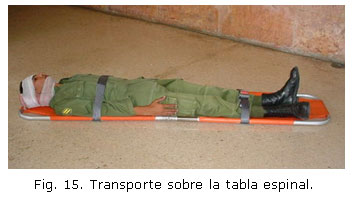 Fig. 15. Transporte sobre la tabla espinal.